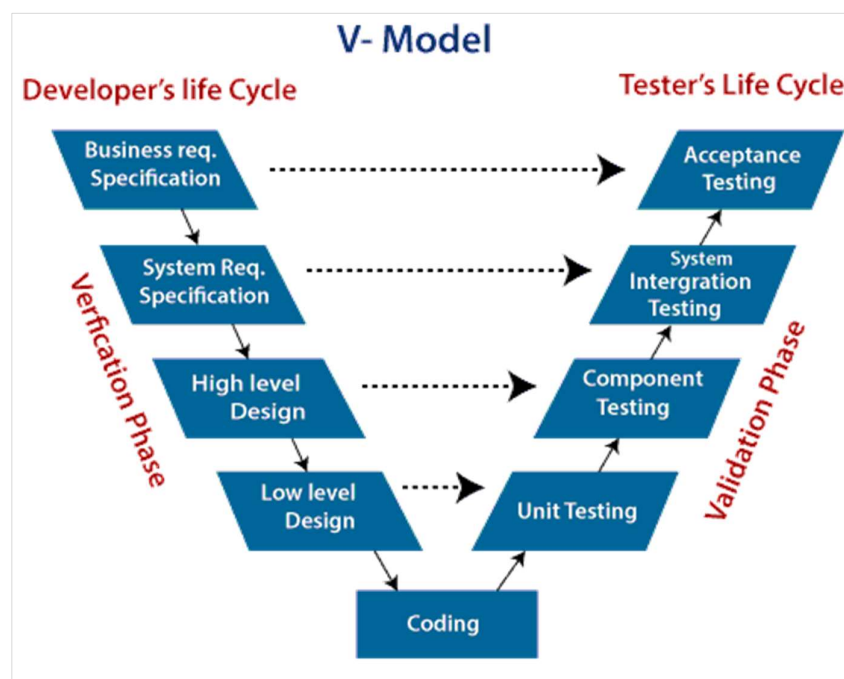 V- Model
Developer's life Cycle
Tester's Life Cycle
Business req.
Specification
Acceptance
Testing
System Req.
Specification
System
Intergration
Testing
Verfication Phase
High level
Design
Component
Testing
Validation Phase
Low level
Design
Unit Testing
Coding